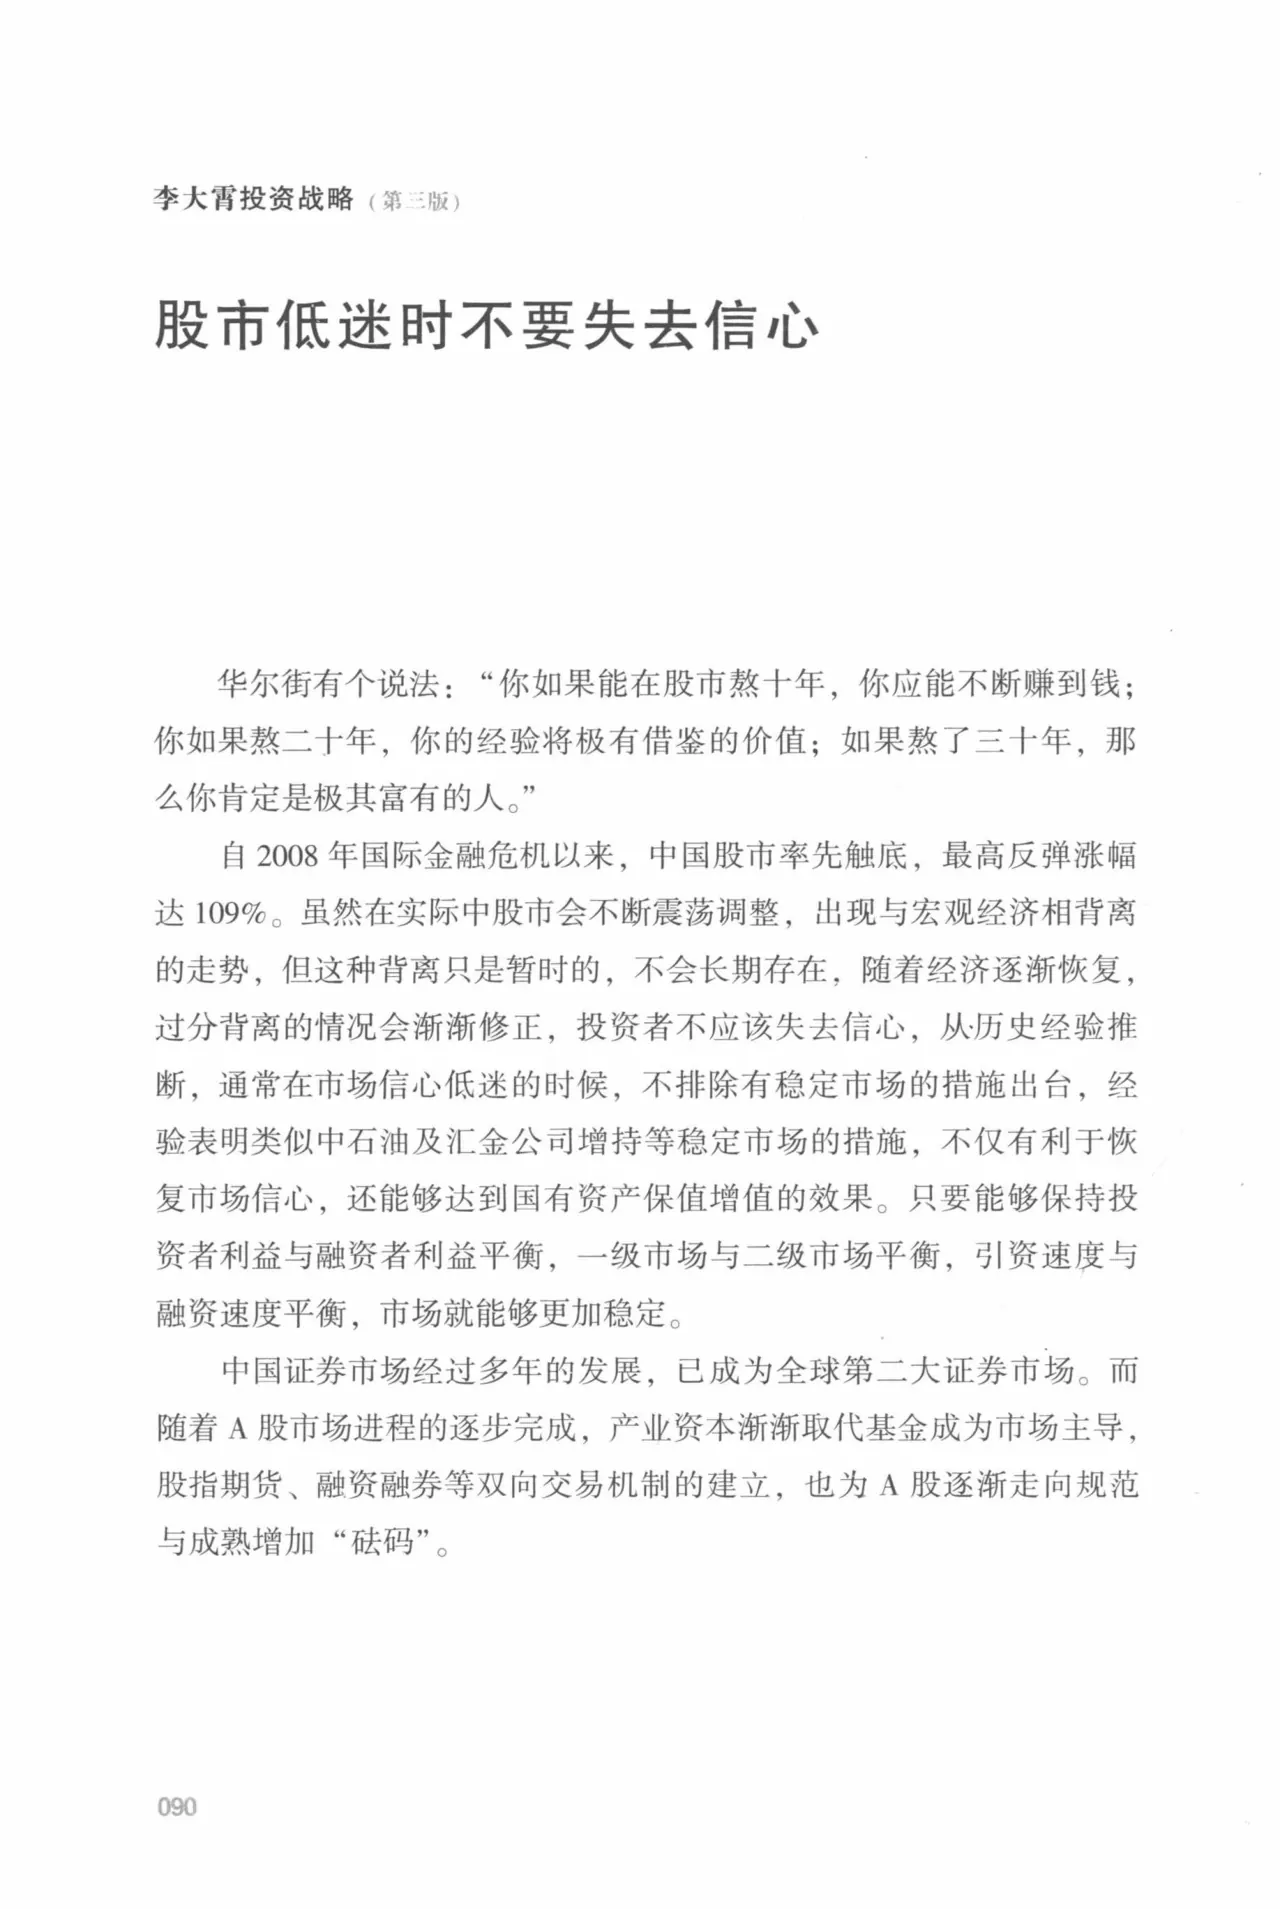 李大霄投资战略（第三版）
股市低迷时不要失去信心
华尔街有个说法：“你如果能在股市熬十年，你应能不断赚到钱；
你如果熬二十年，你的经验将极有借鉴的价值；如果熬了三十年，那
么你肯定是极其富有的人。”
自 2008 年国际金融危机以来，中国股市率先触底，最高反弹涨幅
达 109%。虽然在实际中股市会不断震荡调整，出现与宏观经济相背离
的走势，但这种背离只是暂时的，不会长期存在，随着经济逐渐恢复，
过分背离的情况会渐渐修正，投资者不应该失去信心，从历史经验推
断，通常在市场信心低迷的时候，不排除有稳定市场的措施出台，经
验表明类似中石油及汇金公司增持等稳定市场的措施，不仅有利于恢
复市场信心，还能够达到国有资产保值增值的效果。只要能够保持投
资者利益与融资者利益平衡，一级市场与二级市场平衡，引资速度与
融资速度平衡，市场就能够更加稳定。
中国证券市场经过多年的发展，已成为全球第二大证券市场。而
随着 A 股市场进程的逐步完成，产业资本渐渐取代基金成为市场主导，
股指期货、融资融券等双向交易机制的建立，也为 A 股逐渐走向规范
与成熟增加“砝码”。
090